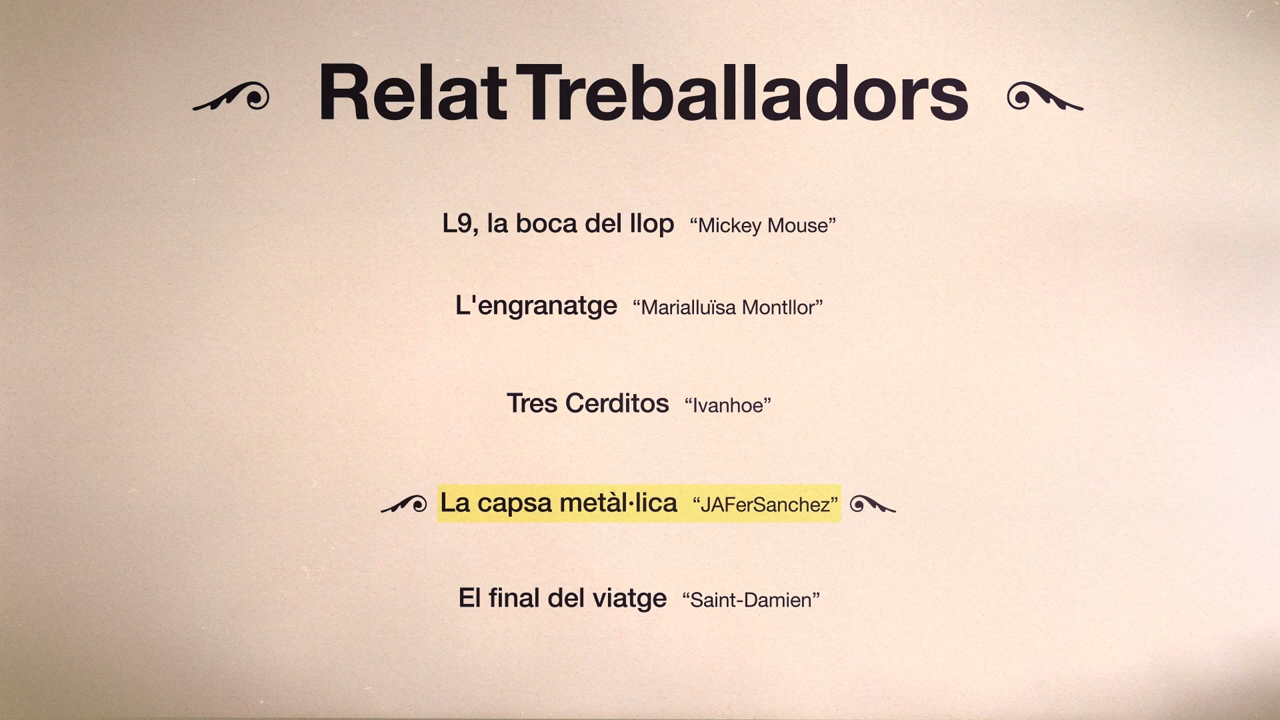 Relat Treballadors
L9, la boca del llop “Mickey Mouse”
L'engranatge “Marialluïsa Montllor”
Tres Cerditos “Ivanhoe”
La capsa metàl·lica “JAFerSanchez”
El final del viatge “Saint-Damien”